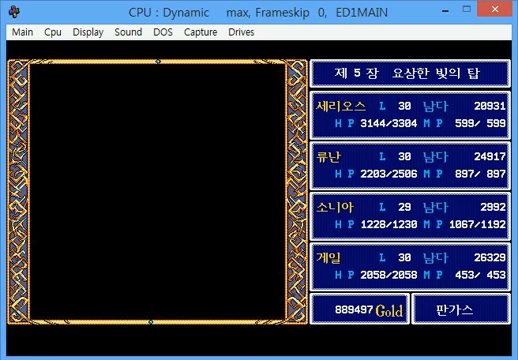 CPU : Dynamic max, Frameskip 0, ED1MAIN
Main Cpu Display Sound DOS Capture Drives
제 5 장 요상한 빛의 탑
세리오스 L 30 남다 20931
H P 3144/3304 M P 599/ 599
류난 L 30 남다 24917
H P 2203/2506 M P 897/ 897
소니아 L 29 남다 2992
H P 1228/1230 M P 1067/1192
게일 L 30 남다 26329
H P 2058/2058 M P 453/ 453
889497 Gold 판가스